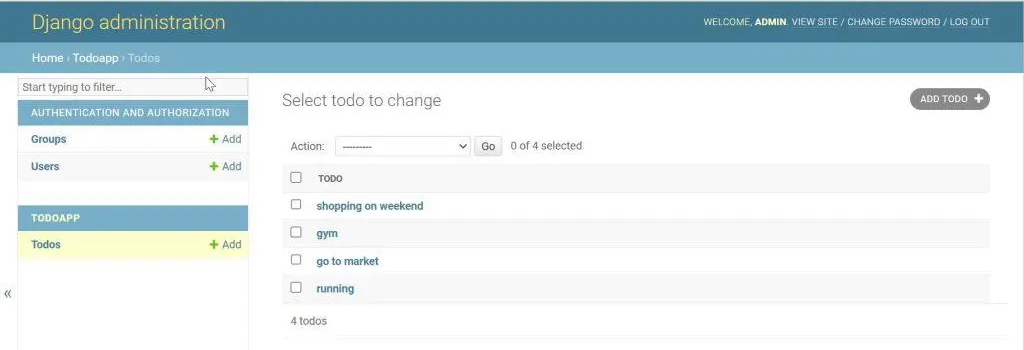 Django administration
WELCOME, ADMIN. VIEW SITE / CHANGE PASSWORD / LOG OUT
Home › Todoapp › Todos
Start typing to filter...
AUTHENTICATION AND AUTHORIZATION
Groups + Add
Users + Add
TODOAPP
Todos + Add
«
Select todo to change
ADD TODO +
Action: --------- Go 0 of 4 selected
TODO
shopping on weekend
gym
go to market
running
4 todos